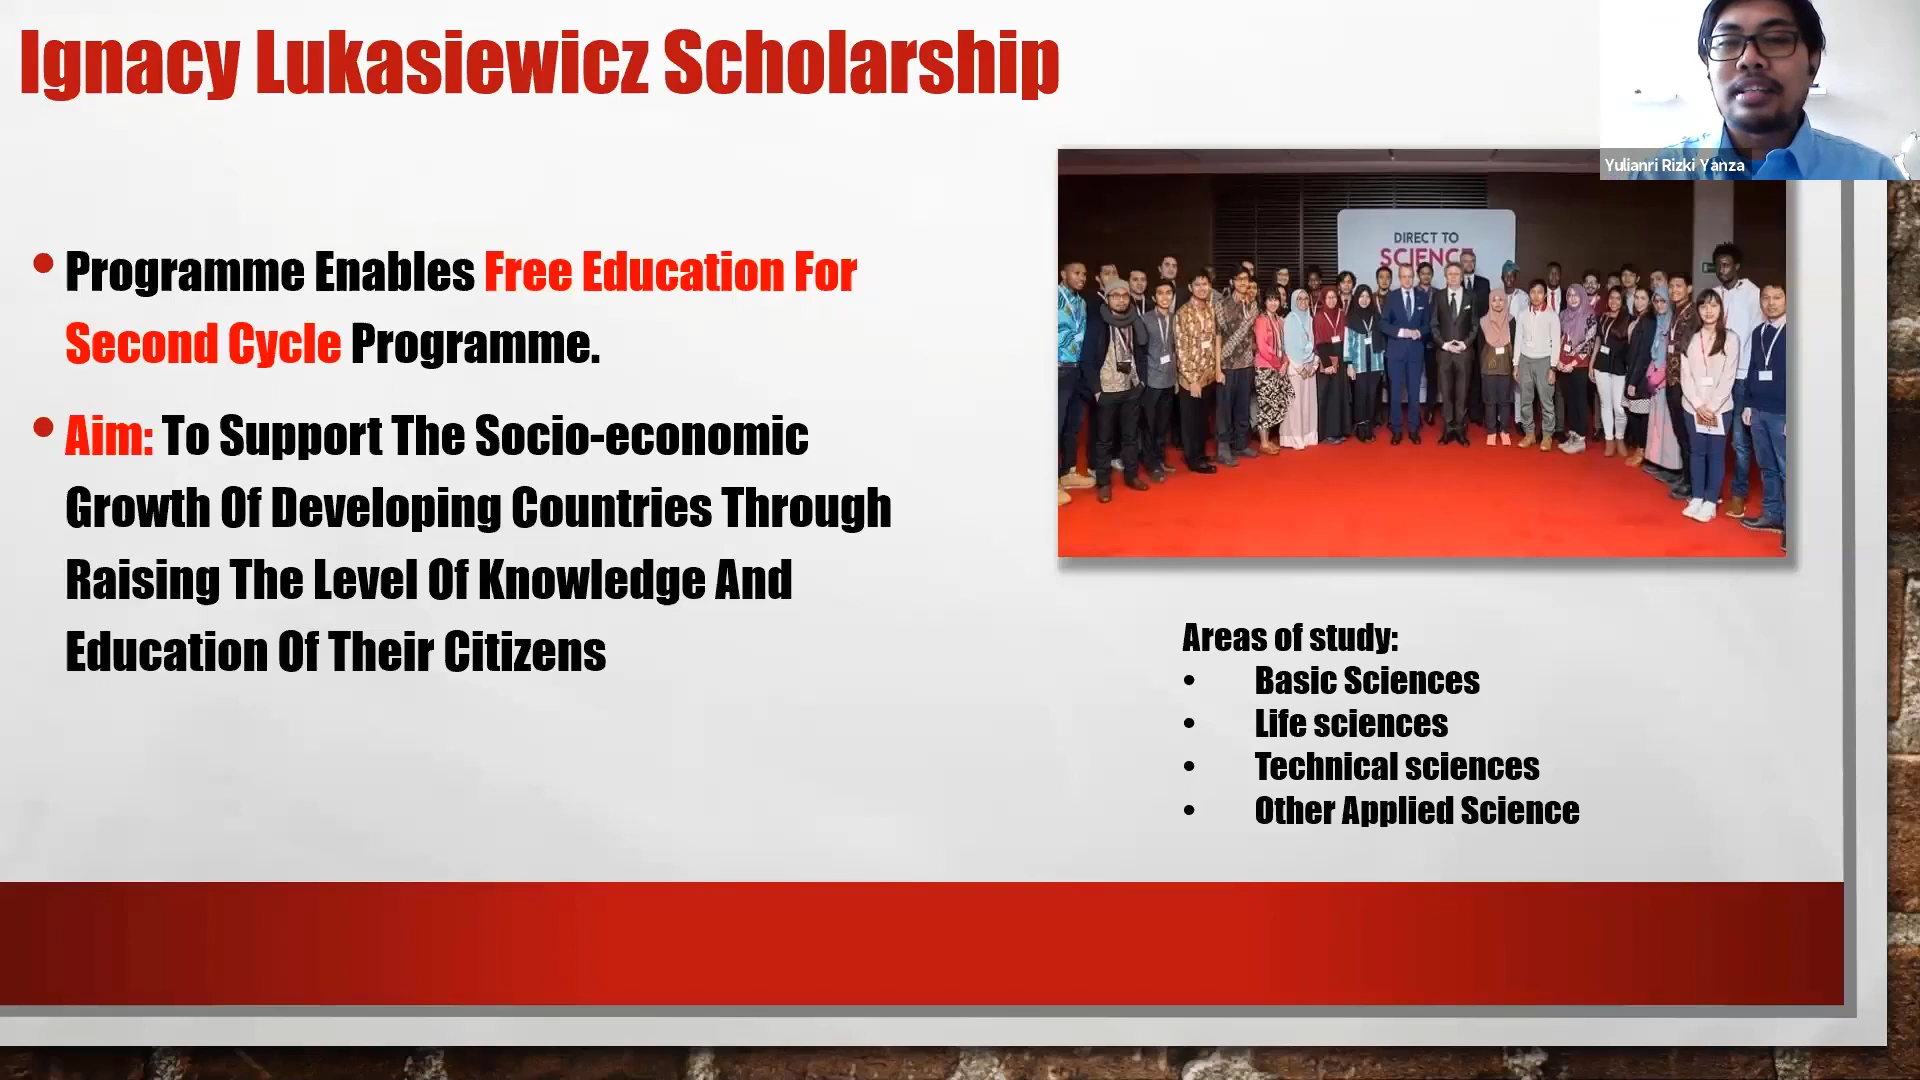 Ignacy Lukasiewicz Scholarship
Yulianri Rizki Yanza
• Programme Enables Free Education For
Second Cycle Programme.
• Aim: To Support The Socio-economic
Growth Of Developing Countries Through
Raising The Level Of Knowledge And
Education Of Their Citizens
DIRECT TO
SCIENCE
Areas of study:
• Basic Sciences
• Life sciences
• Technical sciences
• Other Applied Science